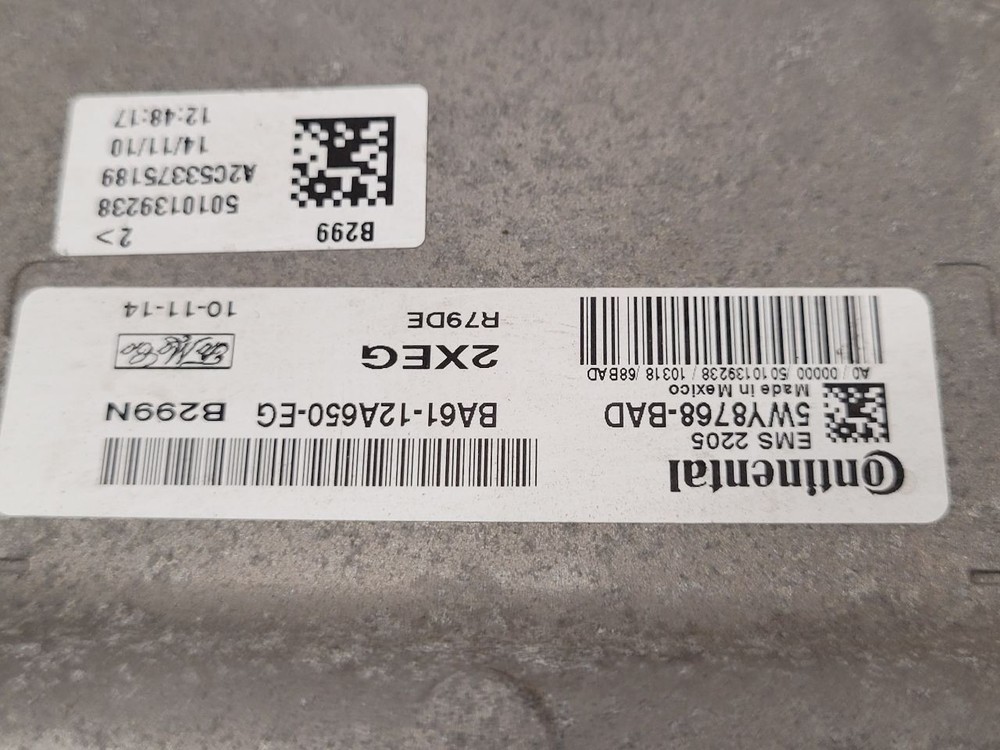 Continental
EMS 2205
5WY8768-BAD
Made in Mexico
A0 / 00000 / 5010139238 / 10318 / 68BAD
BA61-12A650-EG B299N
2XEG
R79DE
10-11-14
B299
2>
5010139238
A2C53375189
14/11/10
12:48:17